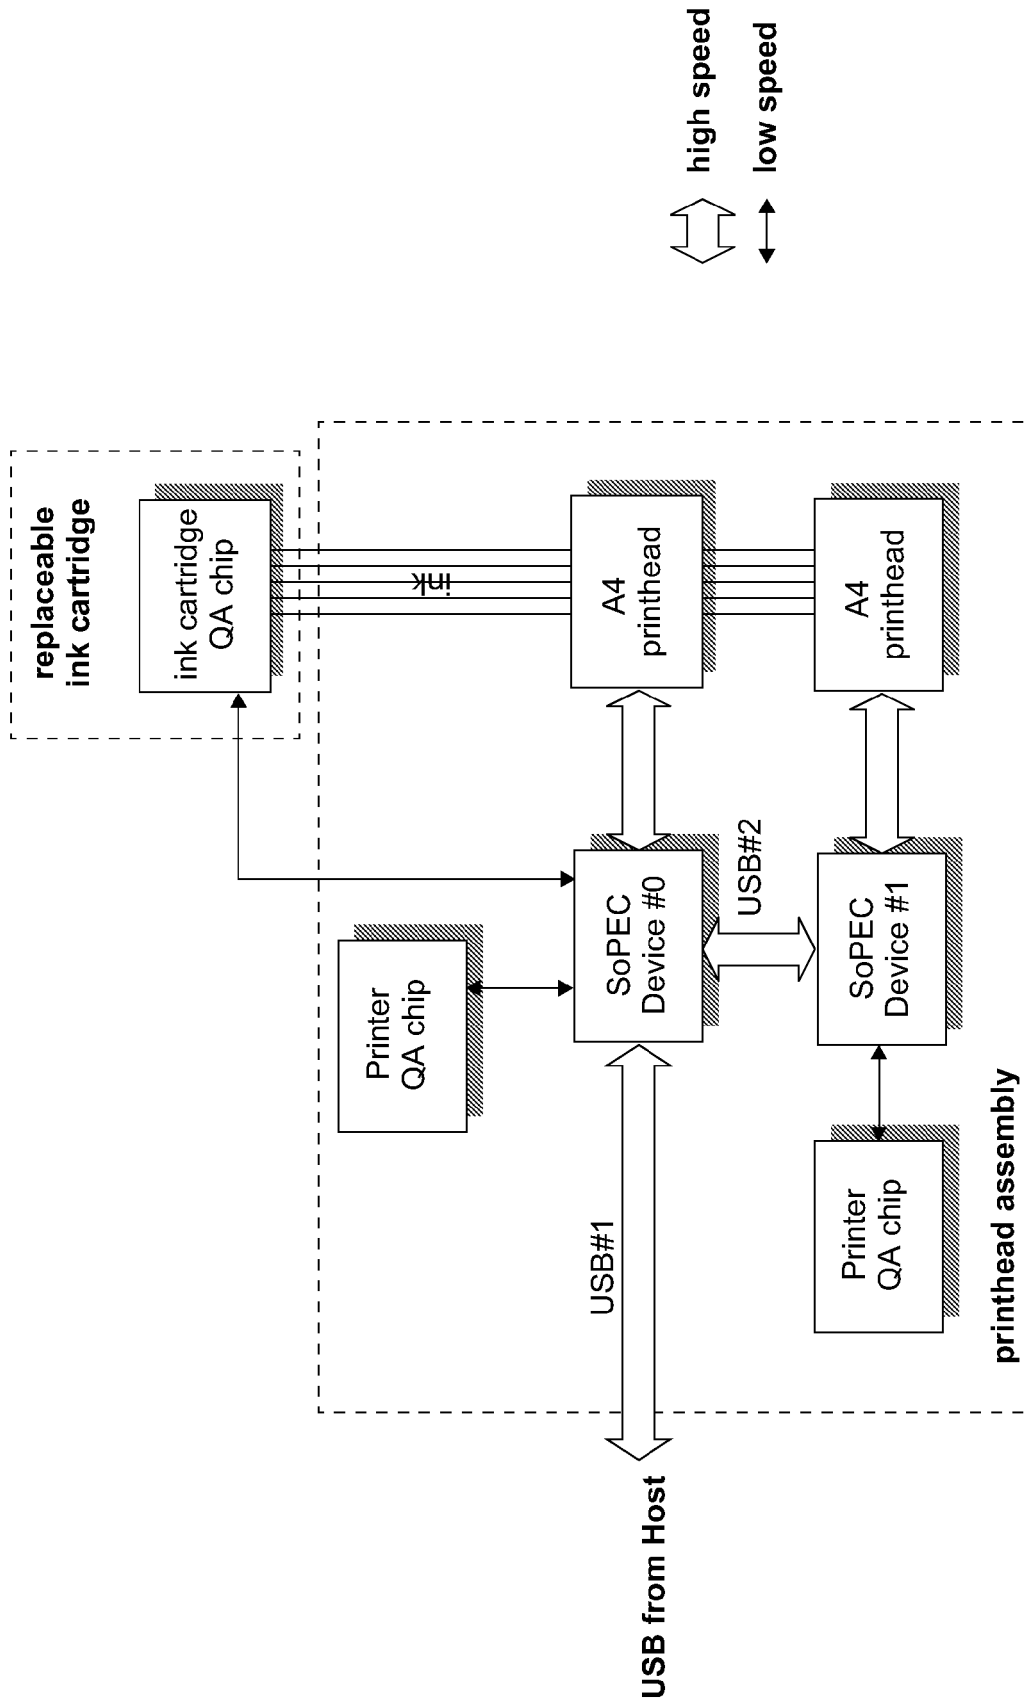 replaceable
ink cartridge
ink cartridge
QA chip
ink
Printer
QA chip
A4
printhead
SoPEC
Device #0
USB#1
USB from Host
USB#2
high speed
low speed
A4
printhead
SoPEC
Device #1
Printer
QA chip
printhead assembly